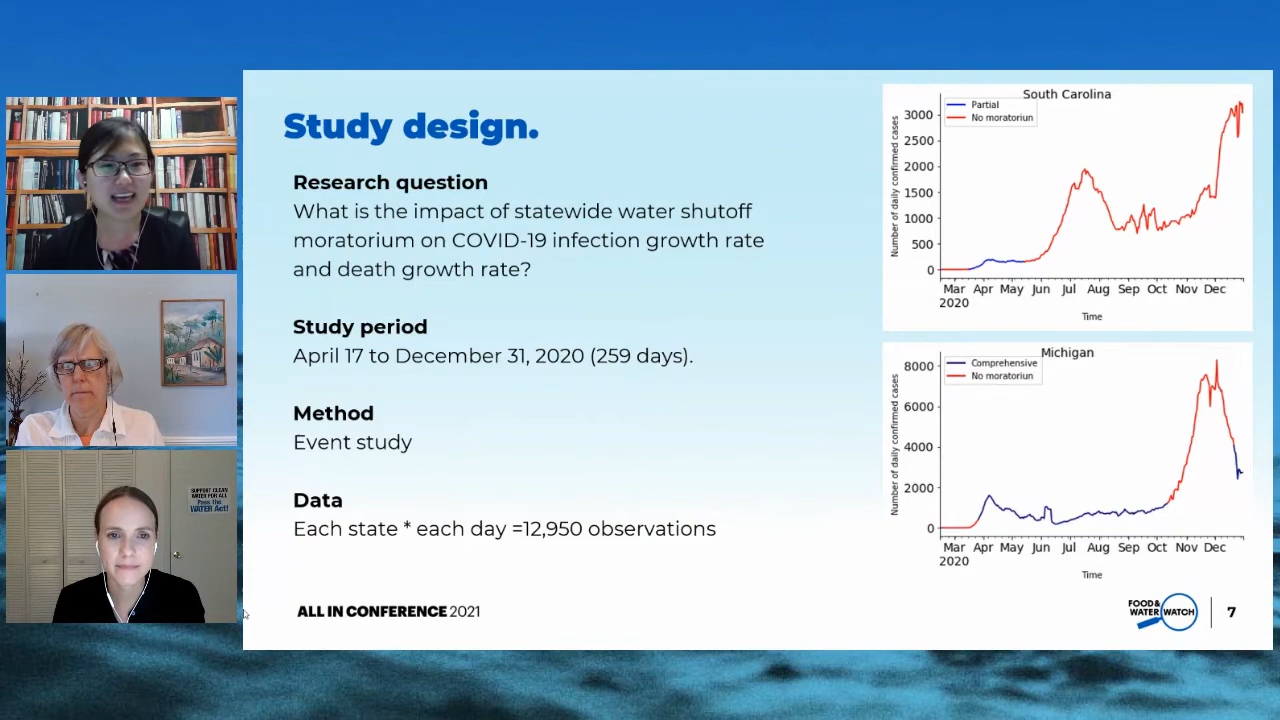 Study design.
Research question
What is the impact of statewide water shutoff
moratorium on COVID-19 infection growth rate
and death growth rate?
Study period
April 17 to December 31, 2020 (259 days).
Method
Event study
Data
Each state * each day =12,950 observations
ALL IN CONFERENCE 2021
South Carolina
Partial
No moratoriun
Number of daily confirmed cases
3000
2500
2000
1500
1000
500
0
Mar Apr May Jun Jul Aug Sep Oct Nov Dec
2020
Time
Michigan
Comprehensive
No moratoriun
Number of daily confirmed cases
8000
6000
4000
2000
0
Mar Apr May Jun Jul Aug Sep Oct Nov Dec
2020
Time
FOOD&
WATER WATCH
7
SUPPORT CLEAN
WATER FOR ALL
Pass the
WATER Act!